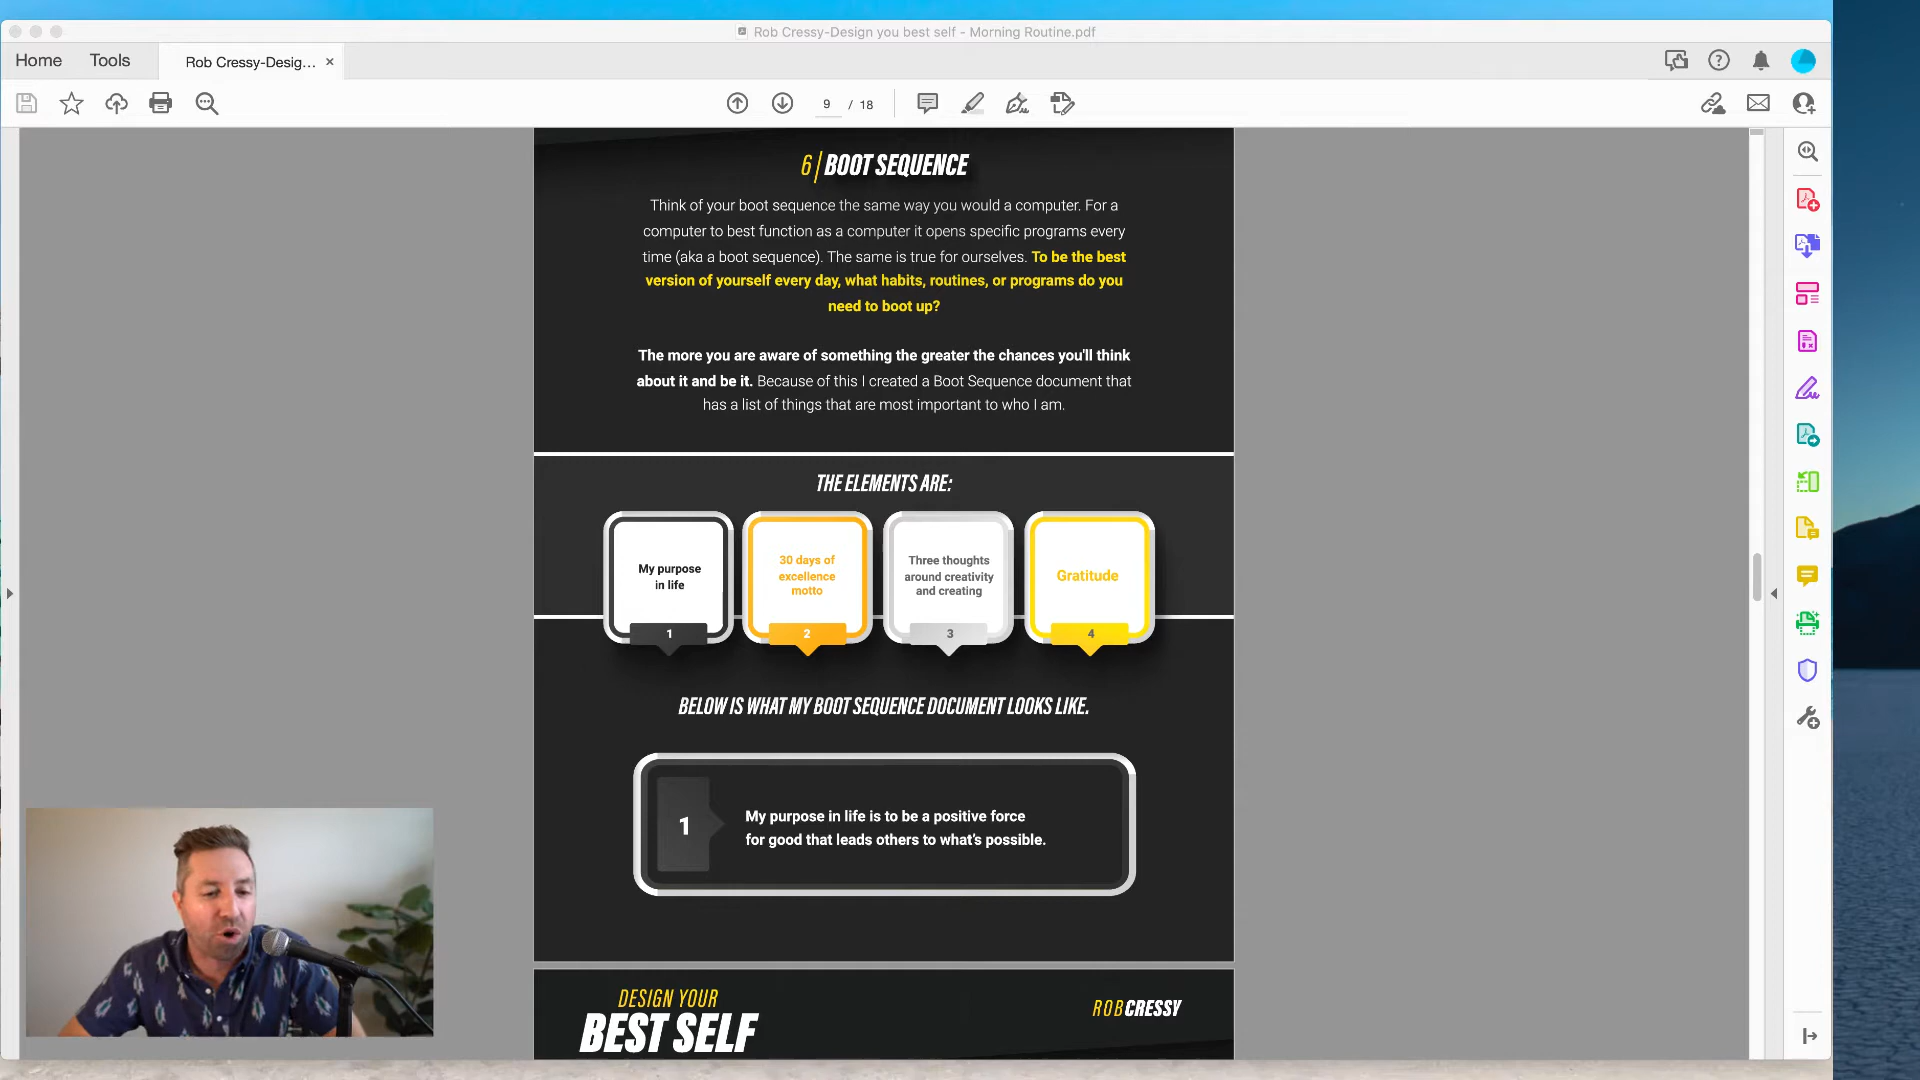 Rob Cressy-Design you best self - Morning Routine.pdf
Home
Tools
Rob Cressy-Desig...
9 / 18
6 | BOOT SEQUENCE
Think of your boot sequence the same way you would a computer. For a
computer to best function as a computer it opens specific programs every
time (aka a boot sequence). The same is true for ourselves. To be the best
version of yourself every day, what habits, routines, or programs do you
need to boot up?
The more you are aware of something the greater the chances you'll think
about it and be it. Because of this I created a Boot Sequence document that
has a list of things that are most important to who I am.
THE ELEMENTS ARE:
My purpose
in life
1
30 days of
excellence
motto
2
Three thoughts
around creativity
and creating
3
Gratitude
4
BELOW IS WHAT MY BOOT SEQUENCE DOCUMENT LOOKS LIKE.
1
My purpose in life is to be a positive force
for good that leads others to what's possible.
DESIGN YOUR
BEST SELF
ROBCRESSY